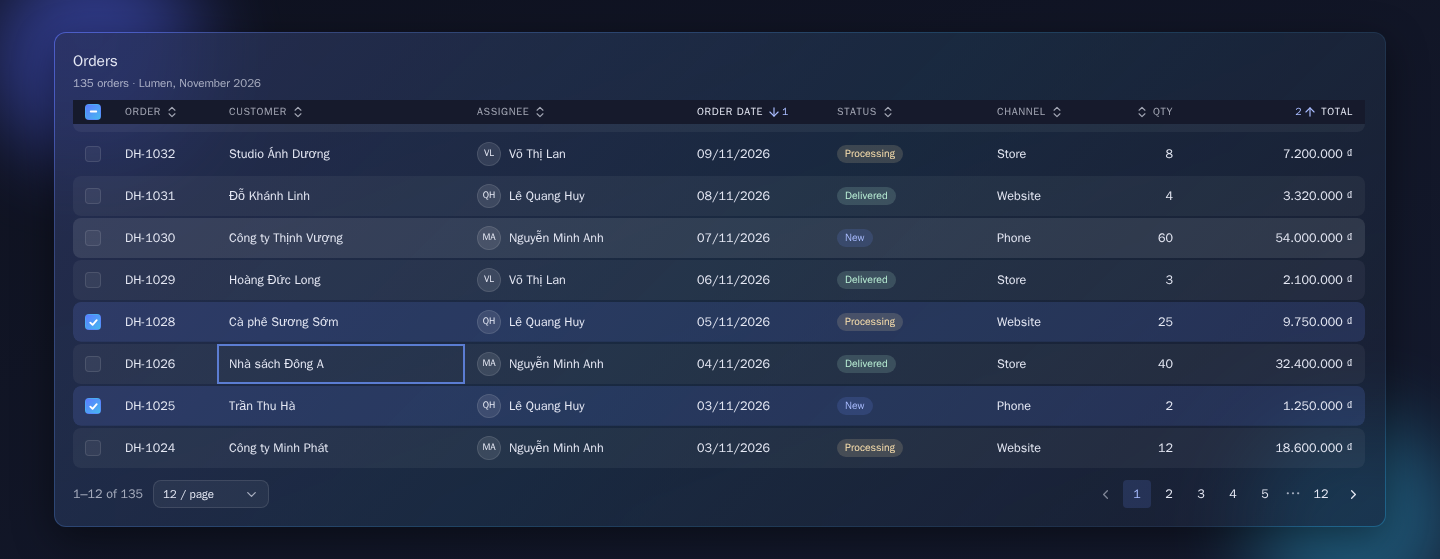 Orders
135 orders · Lumen, November 2026
ORDER CUSTOMER ASSIGNEE ORDER DATE 1 STATUS CHANNEL QTY 2 TOTAL
DH-1032 Studio Ánh Dương VL Võ Thị Lan 09/11/2026 Processing Store 8 7.200.000 ₫
DH-1031 Đỗ Khánh Linh QH Lê Quang Huy 08/11/2026 Delivered Website 4 3.320.000 ₫
DH-1030 Công ty Thịnh Vượng MA Nguyễn Minh Anh 07/11/2026 New Phone 60 54.000.000 ₫
DH-1029 Hoàng Đức Long VL Võ Thị Lan 06/11/2026 Delivered Store 3 2.100.000 ₫
DH-1028 Cà phê Sương Sớm QH Lê Quang Huy 05/11/2026 Processing Website 25 9.750.000 ₫
DH-1026 Nhà sách Đông A MA Nguyễn Minh Anh 04/11/2026 Delivered Store 40 32.400.000 ₫
DH-1025 Trần Thu Hà QH Lê Quang Huy 03/11/2026 New Phone 2 1.250.000 ₫
DH-1024 Công ty Minh Phát MA Nguyễn Minh Anh 03/11/2026 Processing Website 12 18.600.000 ₫
1–12 of 135 12 / page 1 2 3 4 5 ··· 12